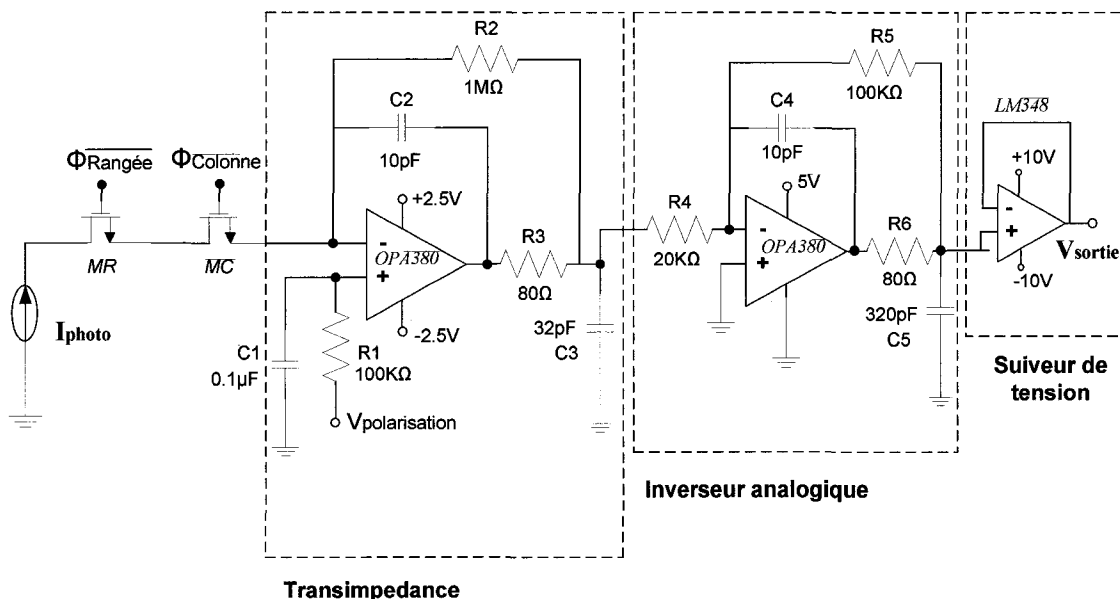 R2
1MΩ
C2
10pF
+2.5V
-
OPA380
+
-2.5V
R3
80Ω
32pF
C3
C1
0.1µF
R1
100KΩ
Vpolarisation
ΦRangée
ΦColonne
MR
MC
Iphoto
Transimpedance
R5
100KΩ
C4
10pF
R4
20KΩ
5V
-
OPA380
+
R6
80Ω
320pF
C5
Inverseur analogique
LM348
+10V
-
+
-10V
Vsortie
Suiveur de
tension